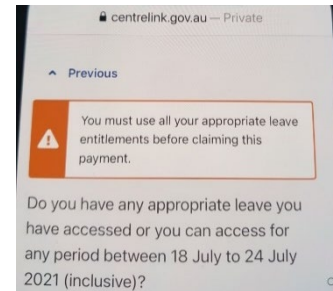 centrelink.gov.au — Private
Previous
You must use all your appropriate leave
entitlements before claiming this
payment.
Do you have any appropriate leave you
have accessed or you can access for
any period between 18 July to 24 July
2021 (inclusive)?